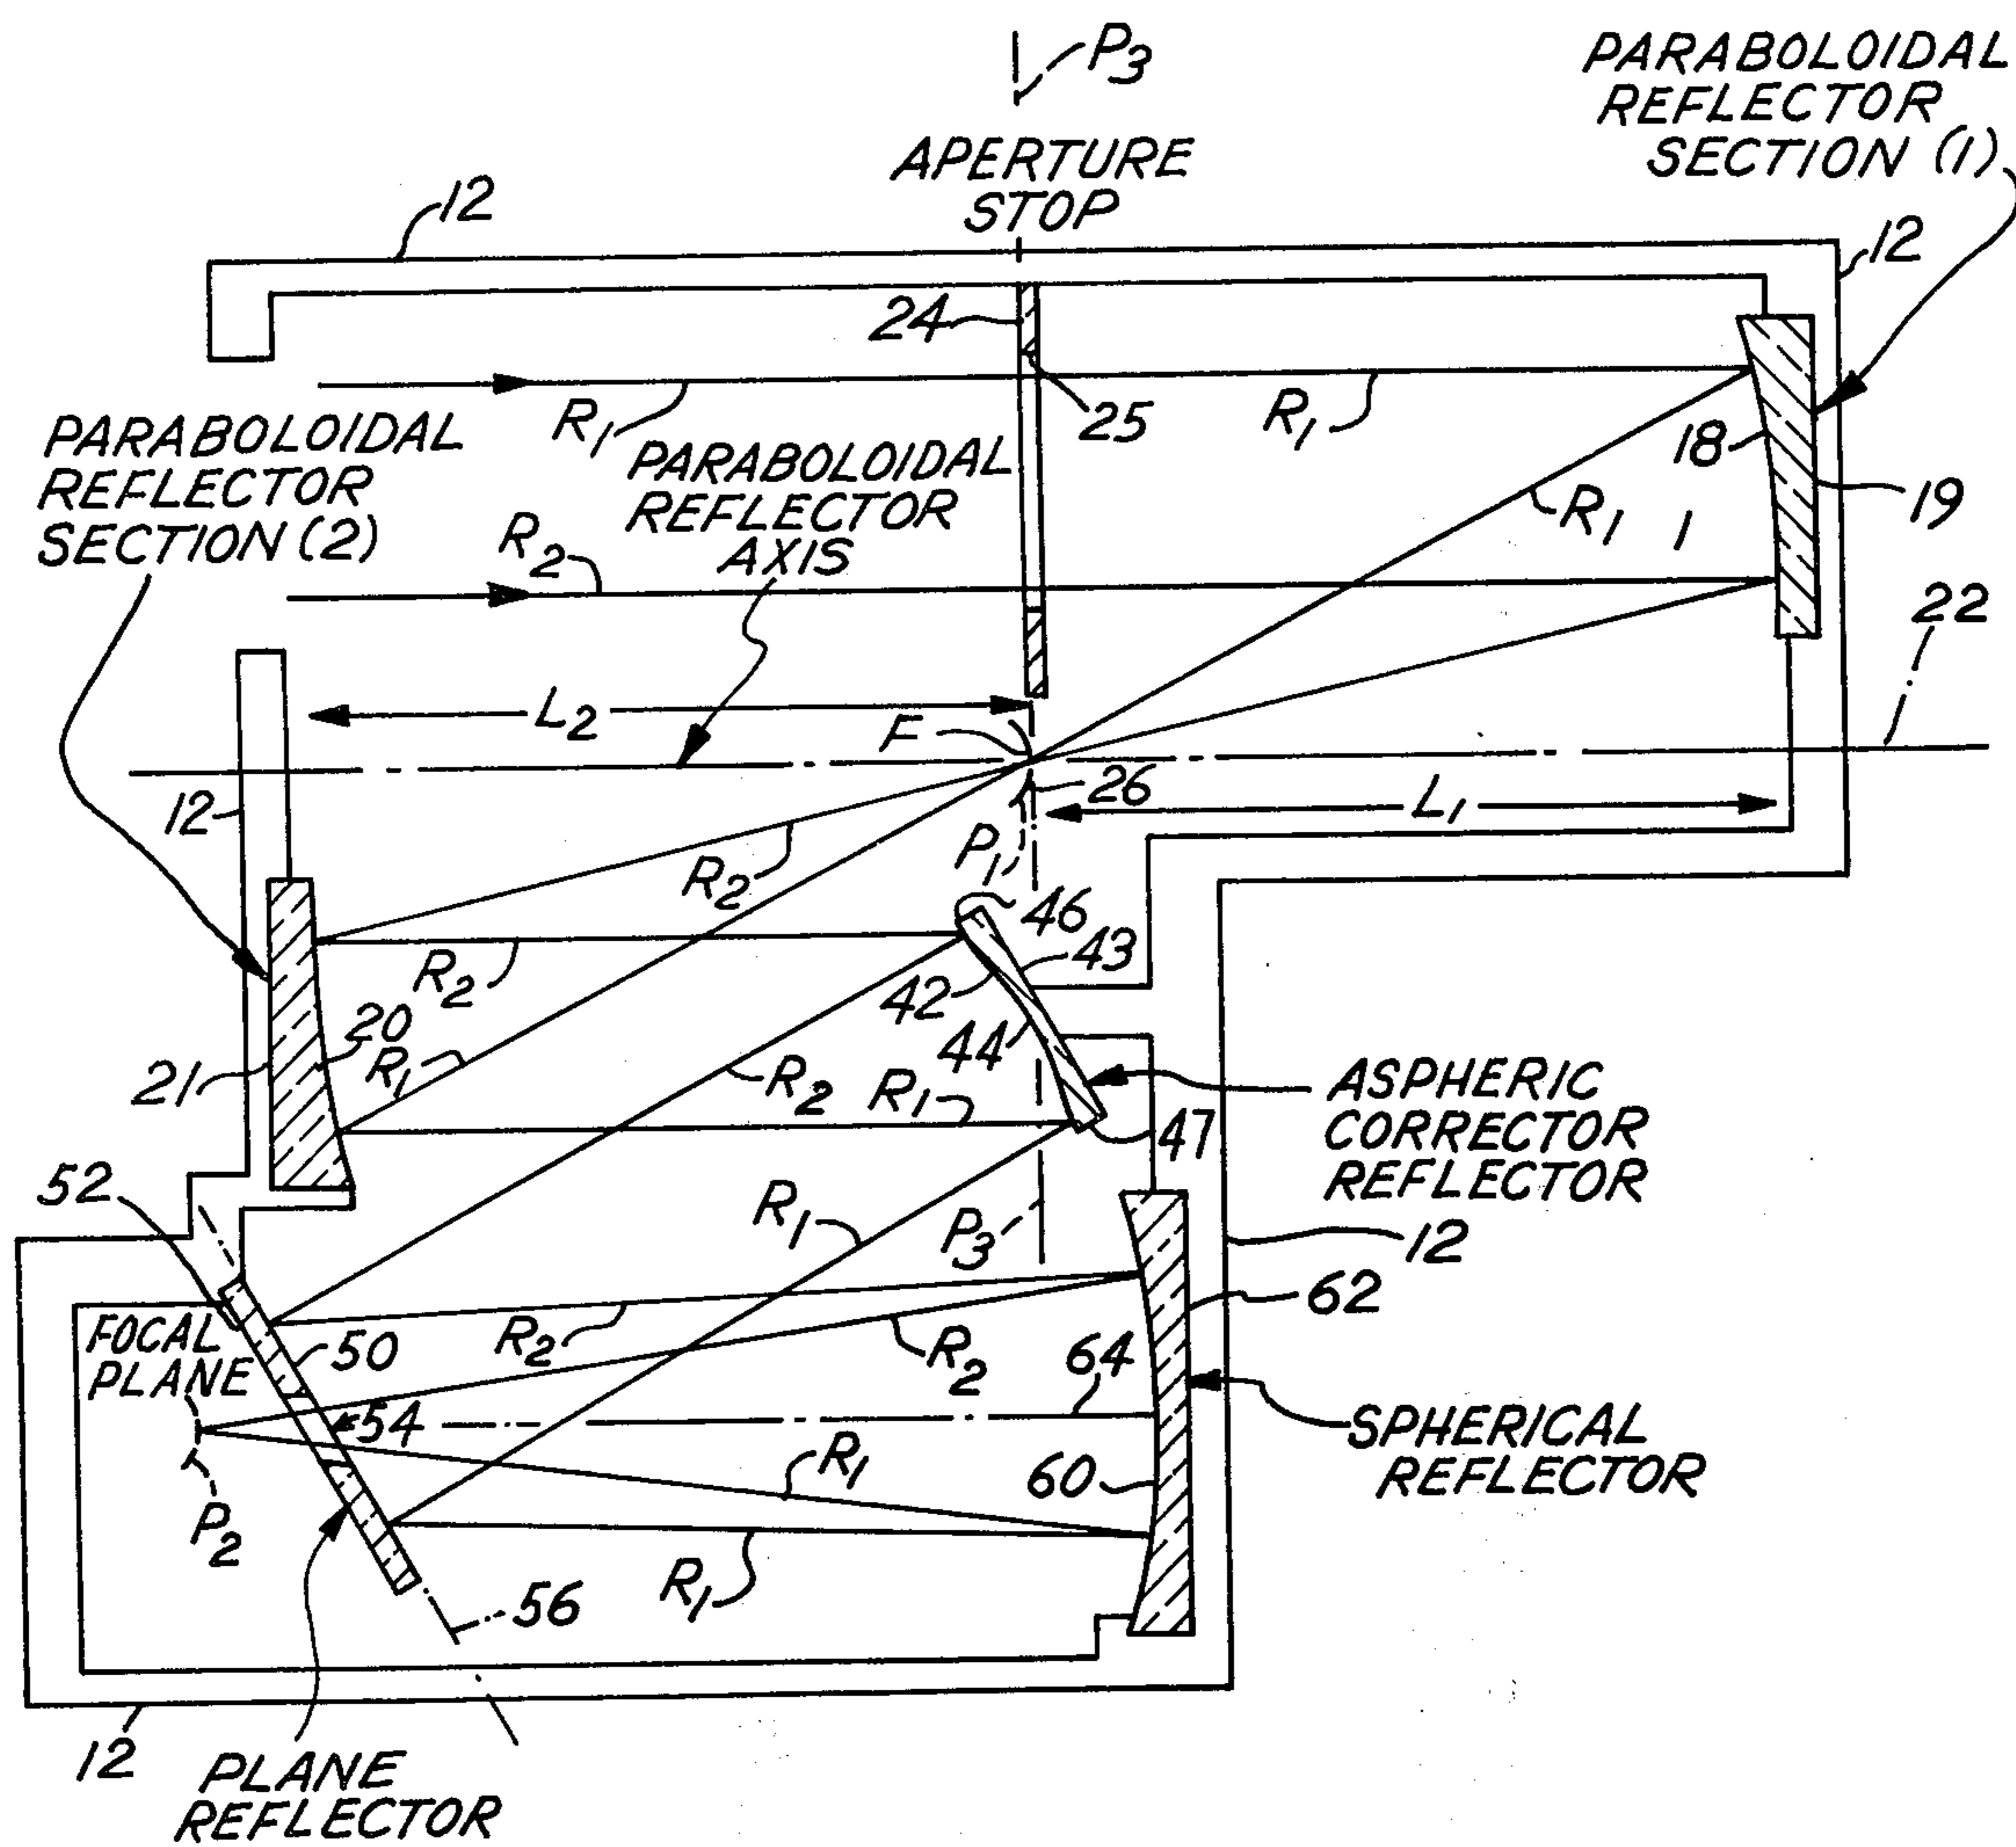 P3
PARABOLOIDAL
REFLECTOR
SECTION (1)
APERTURE
STOP
12
12
24
25
R1
R1
PARABOLOIDAL
REFLECTOR
SECTION (2)
PARABOLOIDAL
REFLECTOR
AXIS
18
19
R1
1
R2
22
L2
F
26
L1
12
P1
R2
46
43
R2
42
20
44
R1
21
R2
R1
ASPHERIC
CORRECTOR
REFLECTOR
47
52
R1
P3
12
62
FOCAL
PLANE
50
R2
R2
64
54
SPHERICAL
REFLECTOR
R1
60
P2
R1
56
12
PLANE
REFLECTOR